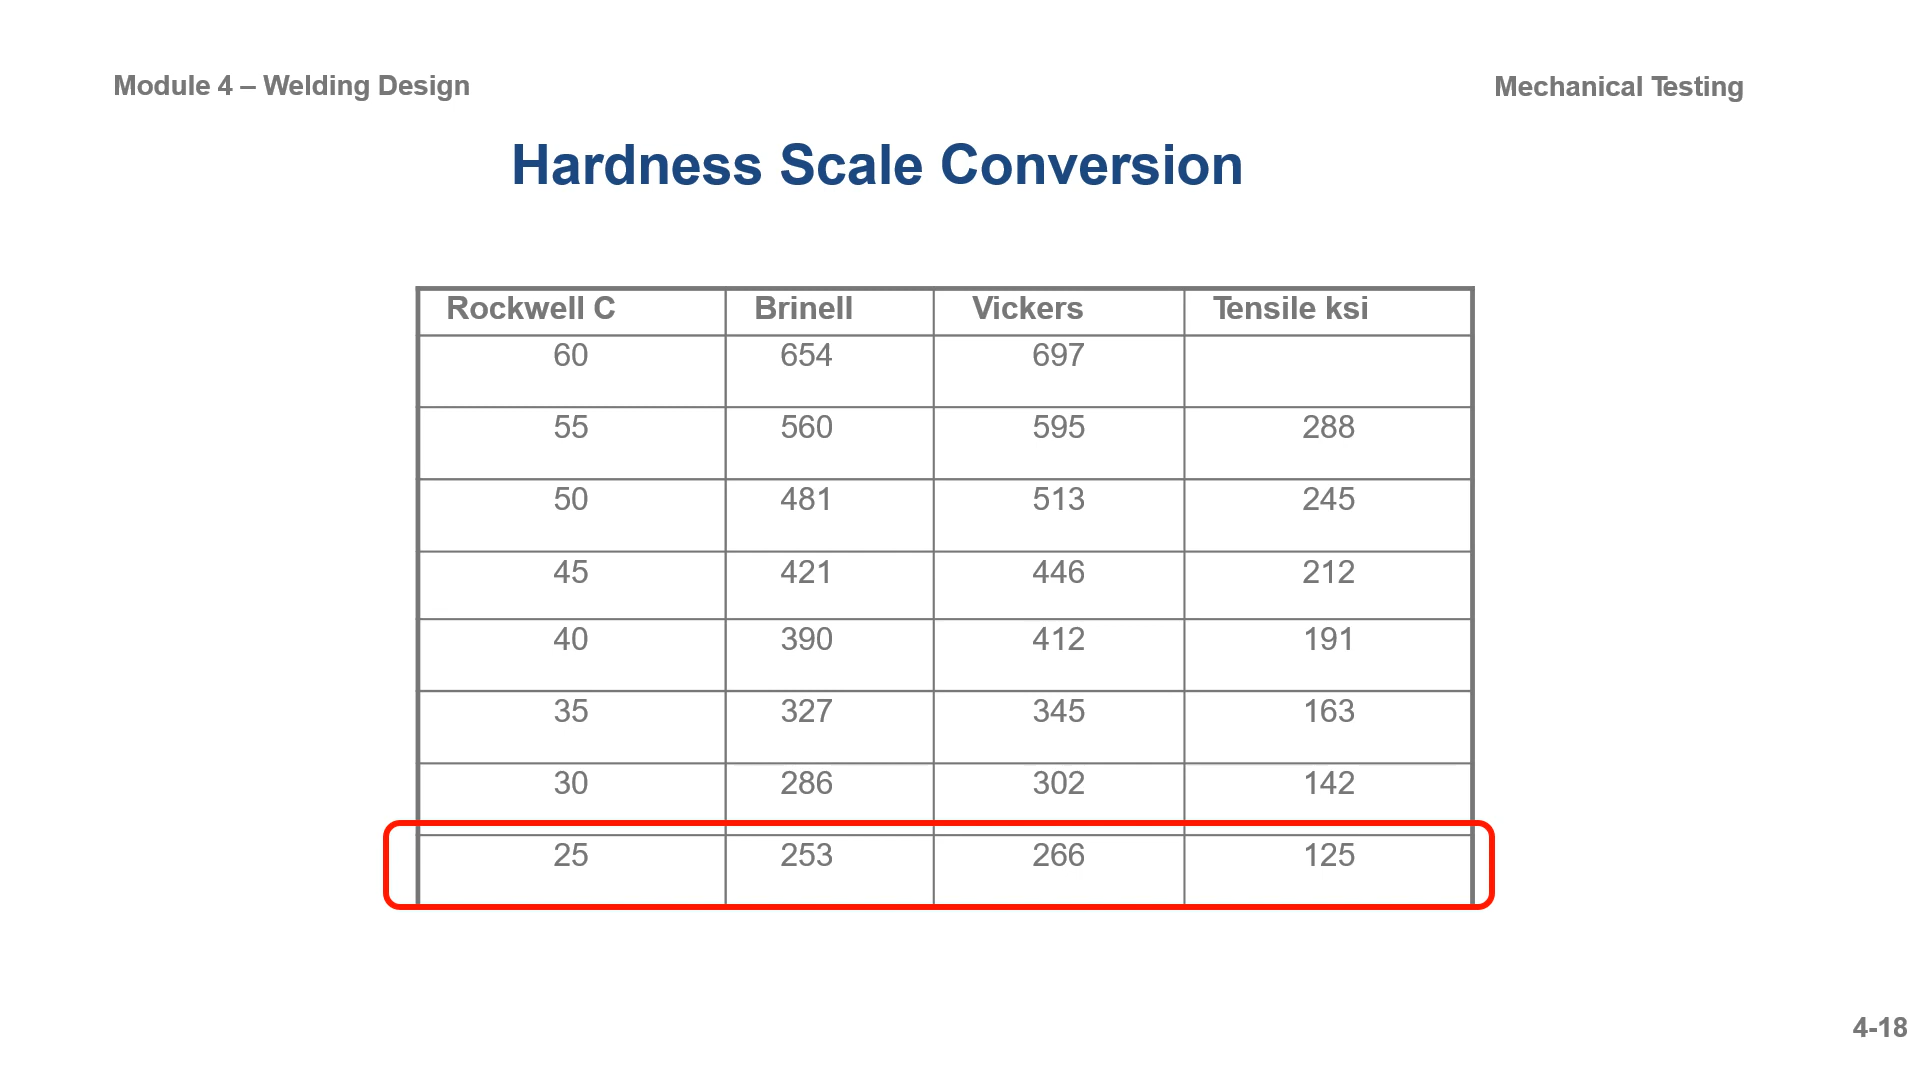 Module 4 – Welding Design
Mechanical Testing
Hardness Scale Conversion
Rockwell C Brinell Vickers Tensile ksi
60 654 697
55 560 595 288
50 481 513 245
45 421 446 212
40 390 412 191
35 327 345 163
30 286 302 142
25 253 266 125
4-18